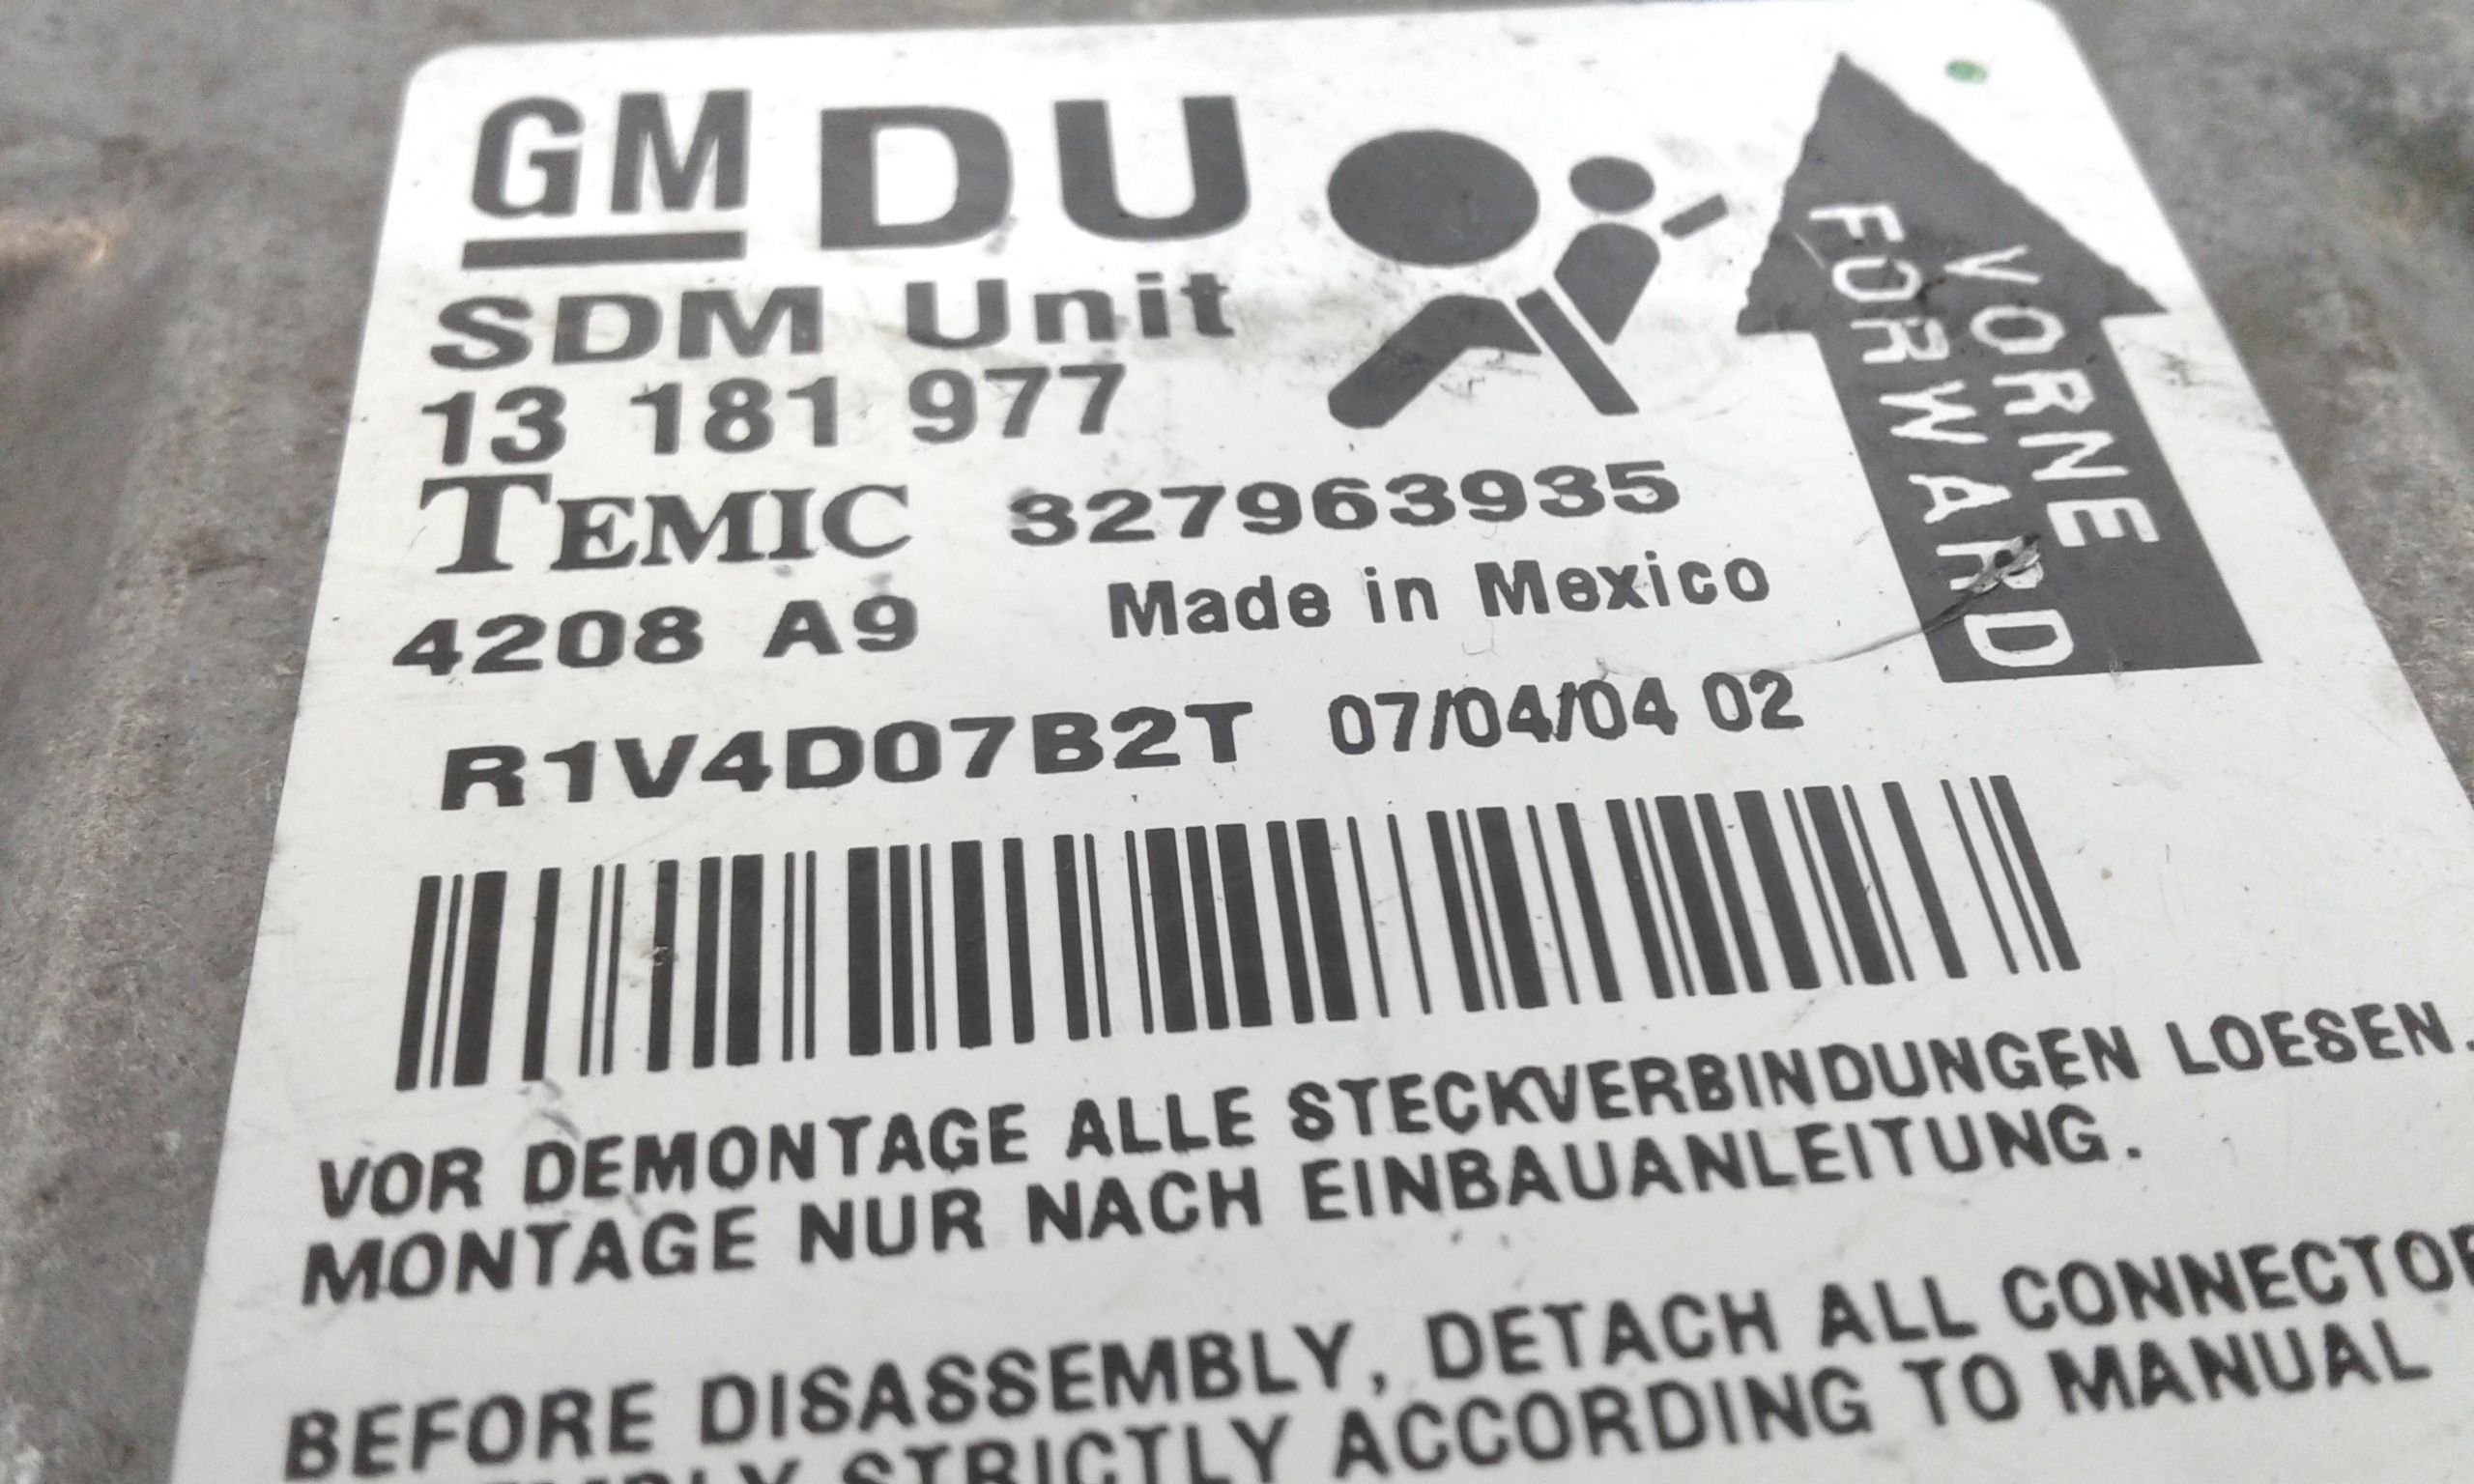 GM DU
SDM Unit
13 181 977
TEMIC 327963935
4208 A9 Made in Mexico
R1V4D07B2T 07/04/04 02
VORNE
FORWARD
VOR DEMONTAGE ALLE STECKVERBINDUNGEN LOESEN.
MONTAGE NUR NACH EINBAUANLEITUNG.
BEFORE DISASSEMBLY, DETACH ALL
STRICTLY ACCORDING TO MANUAL